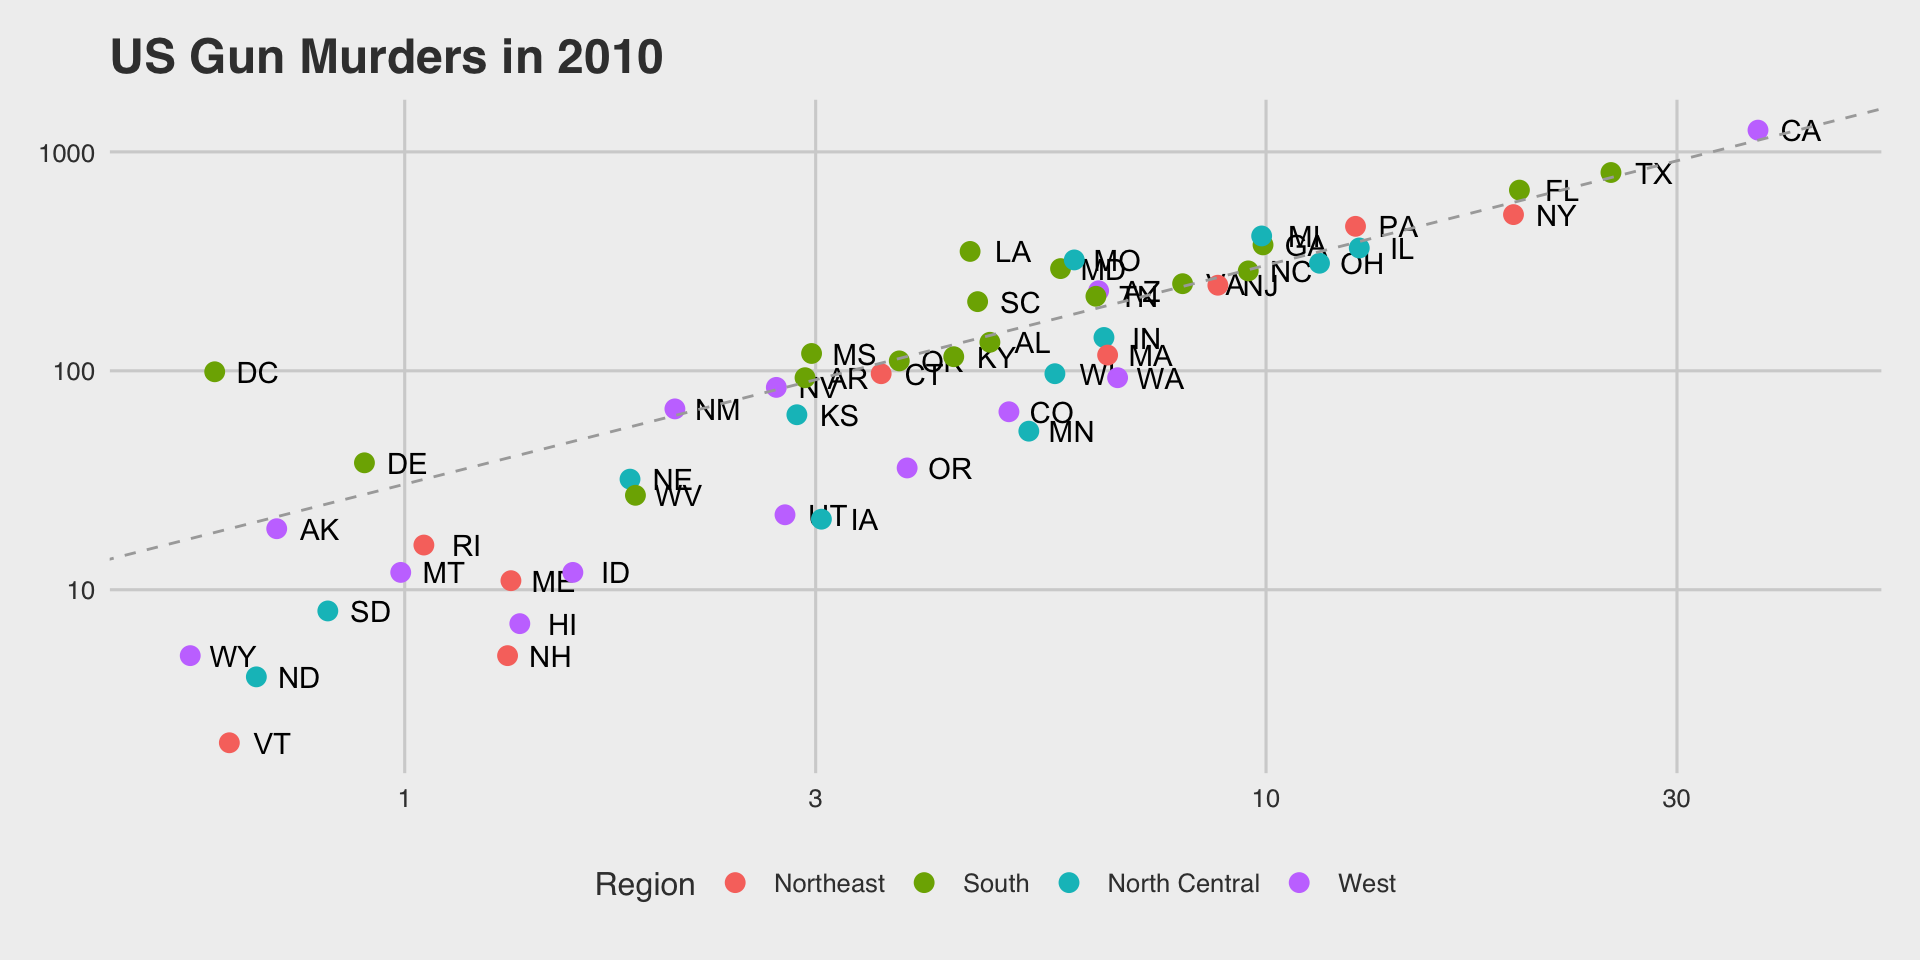 US Gun Murders in 2010
1000
100
10
CA
TX
FL
NY
PA
MI
GA
IL
LA
MO
OH
MD
NC
VA
NJ
AZ
TN
SC
IN
AL
MS
MA
KY
OK
DC
CT
WI
AR
WA
NV
NM
KS
CO
MN
DE
OR
NE
WV
UT
IA
AK
RI
MT
ID
ME
SD
HI
WY
NH
ND
VT
1
3
10
30
Region
Northeast
South
North Central
West